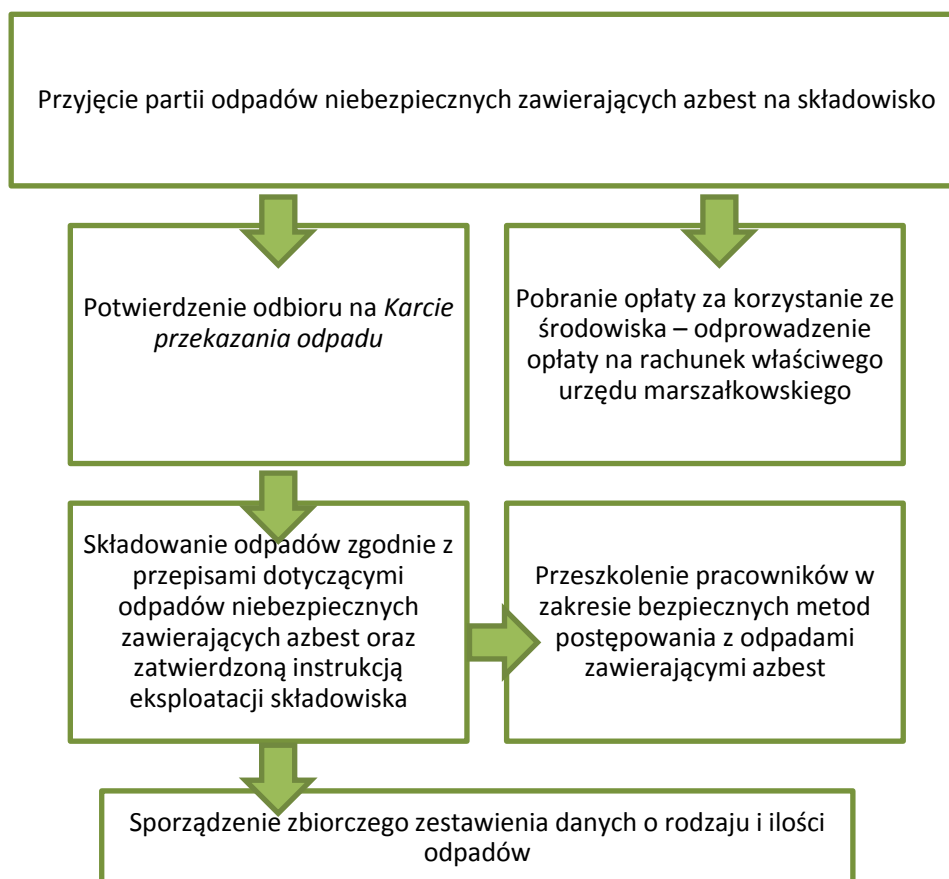 Przyjęcie partii odpadów niebezpiecznych zawierających azbest na składowisko
Potwierdzenie odbioru na Karcie
przekazania odpadu
Pobranie opłaty za korzystanie ze
środowiska – odprowadzenie
opłaty na rachunek właściwego
urzędu marszałkowskiego
Składowanie odpadów zgodnie z
przepisami dotyczącymi
odpadów niebezpiecznych
zawierających azbest oraz
zatwierdzoną instrukcją
eksploatacji składowiska
Przeszkolenie pracowników w
zakresie bezpiecznych metod
postępowania z odpadami
zawierającymi azbest
Sporządzenie zbiorczego zestawienia danych o rodzaju i ilości
odpadów